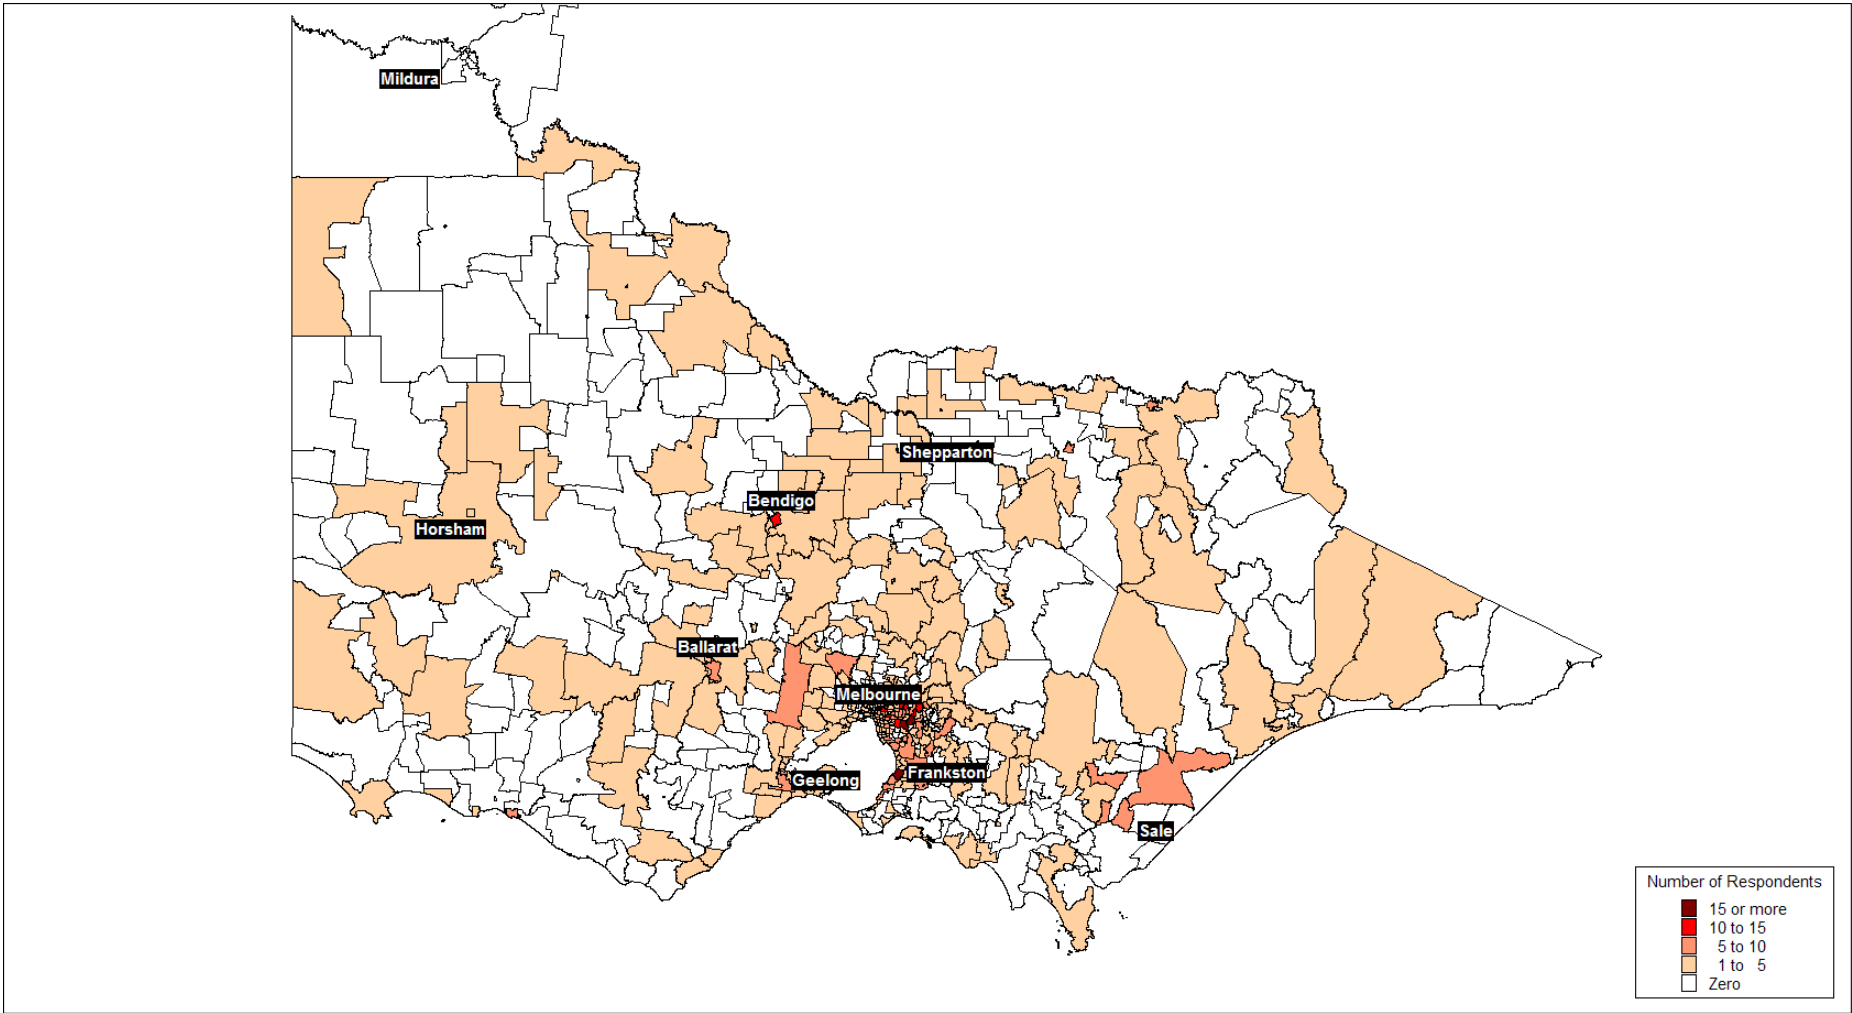 Mildura
Shepparton
Bendigo
Horsham
Ballarat
Melbourne
Frankston
Geelong
Sale
Number of Respondents
15 or more
10 to 15
5 to 10
1 to 5
Zero